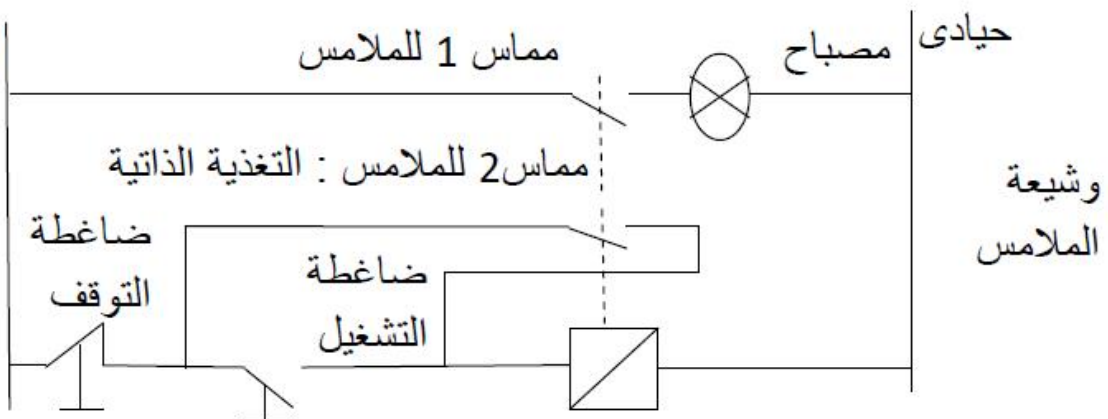 حيادى
مصباح
مماس 1 للملامس
مماس2 للملامس : التغذية الذاتية
وشيعة
الملامس
ضاغطة
التوقف
ضاغطة
التشغيل